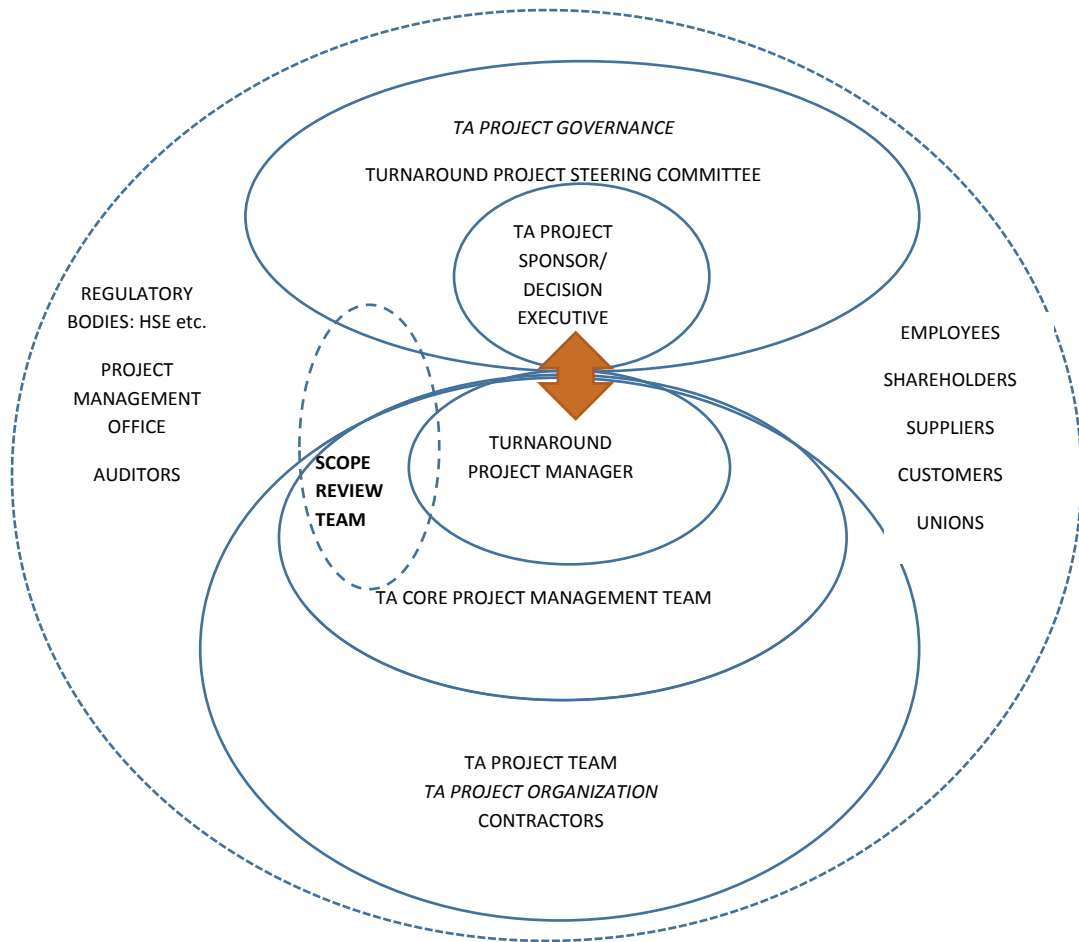 TA PROJECT GOVERNANCE
TURNAROUND PROJECT STEERING COMMITTEE
TA PROJECT
SPONSOR/
DECISION
EXECUTIVE
REGULATORY
BODIES: HSE etc.
PROJECT
MANAGEMENT
OFFICE
AUDITORS
EMPLOYEES
SHAREHOLDERS
SUPPLIERS
CUSTOMERS
UNIONS
TURNAROUND
PROJECT MANAGER
SCOPE
REVIEW
TEAM
TA CORE PROJECT MANAGEMENT TEAM
TA PROJECT TEAM
TA PROJECT ORGANIZATION
CONTRACTORS